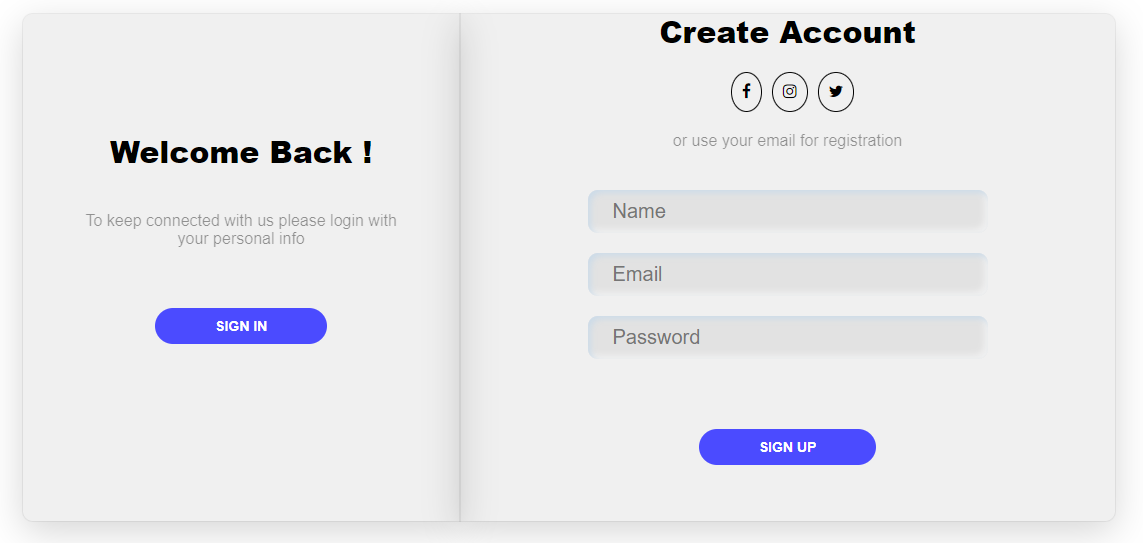 Welcome Back !
To keep connected with us please login with
your personal info
SIGN IN
Create Account
or use your email for registration
Name
Email
Password
SIGN UP